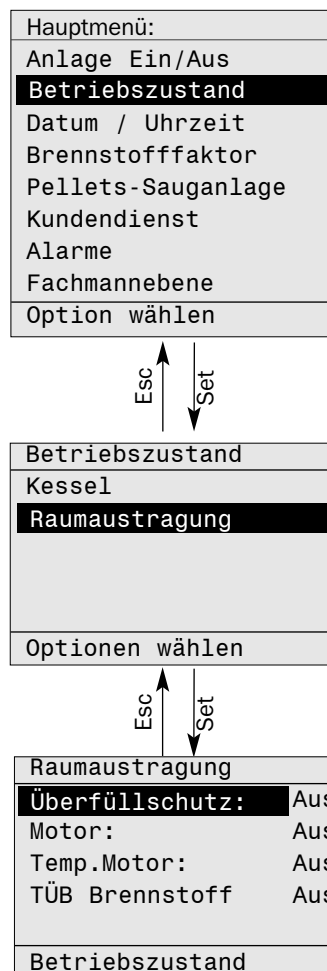 Hauptmenü:
Anlage Ein/Aus
Betriebszustand
Datum / Uhrzeit
Brennstofffaktor
Pellets-Sauganlage
Kundendienst
Alarme
Fachmannebene
Option wählen
Esc
Set
Betriebszustand
Kessel
Raumaustragung
Optionen wählen
Esc
Set
Raumaustragung
Überfüllschutz: Aus
Motor: Aus
Temp.Motor: Aus
TÜB Brennstoff Aus
Betriebszustand